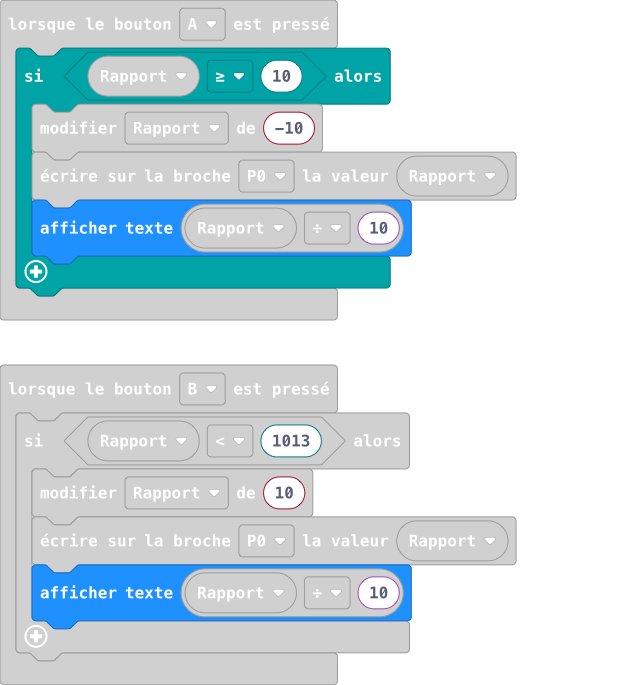 lorsque le bouton A est pressé
si Rapport ≥ 10 alors
modifier Rapport de −10
écrire sur la broche P0 la valeur Rapport
afficher texte Rapport ÷ 10
lorsque le bouton B est pressé
si Rapport < 1013 alors
modifier Rapport de 10
écrire sur la broche P0 la valeur Rapport
afficher texte Rapport ÷ 10